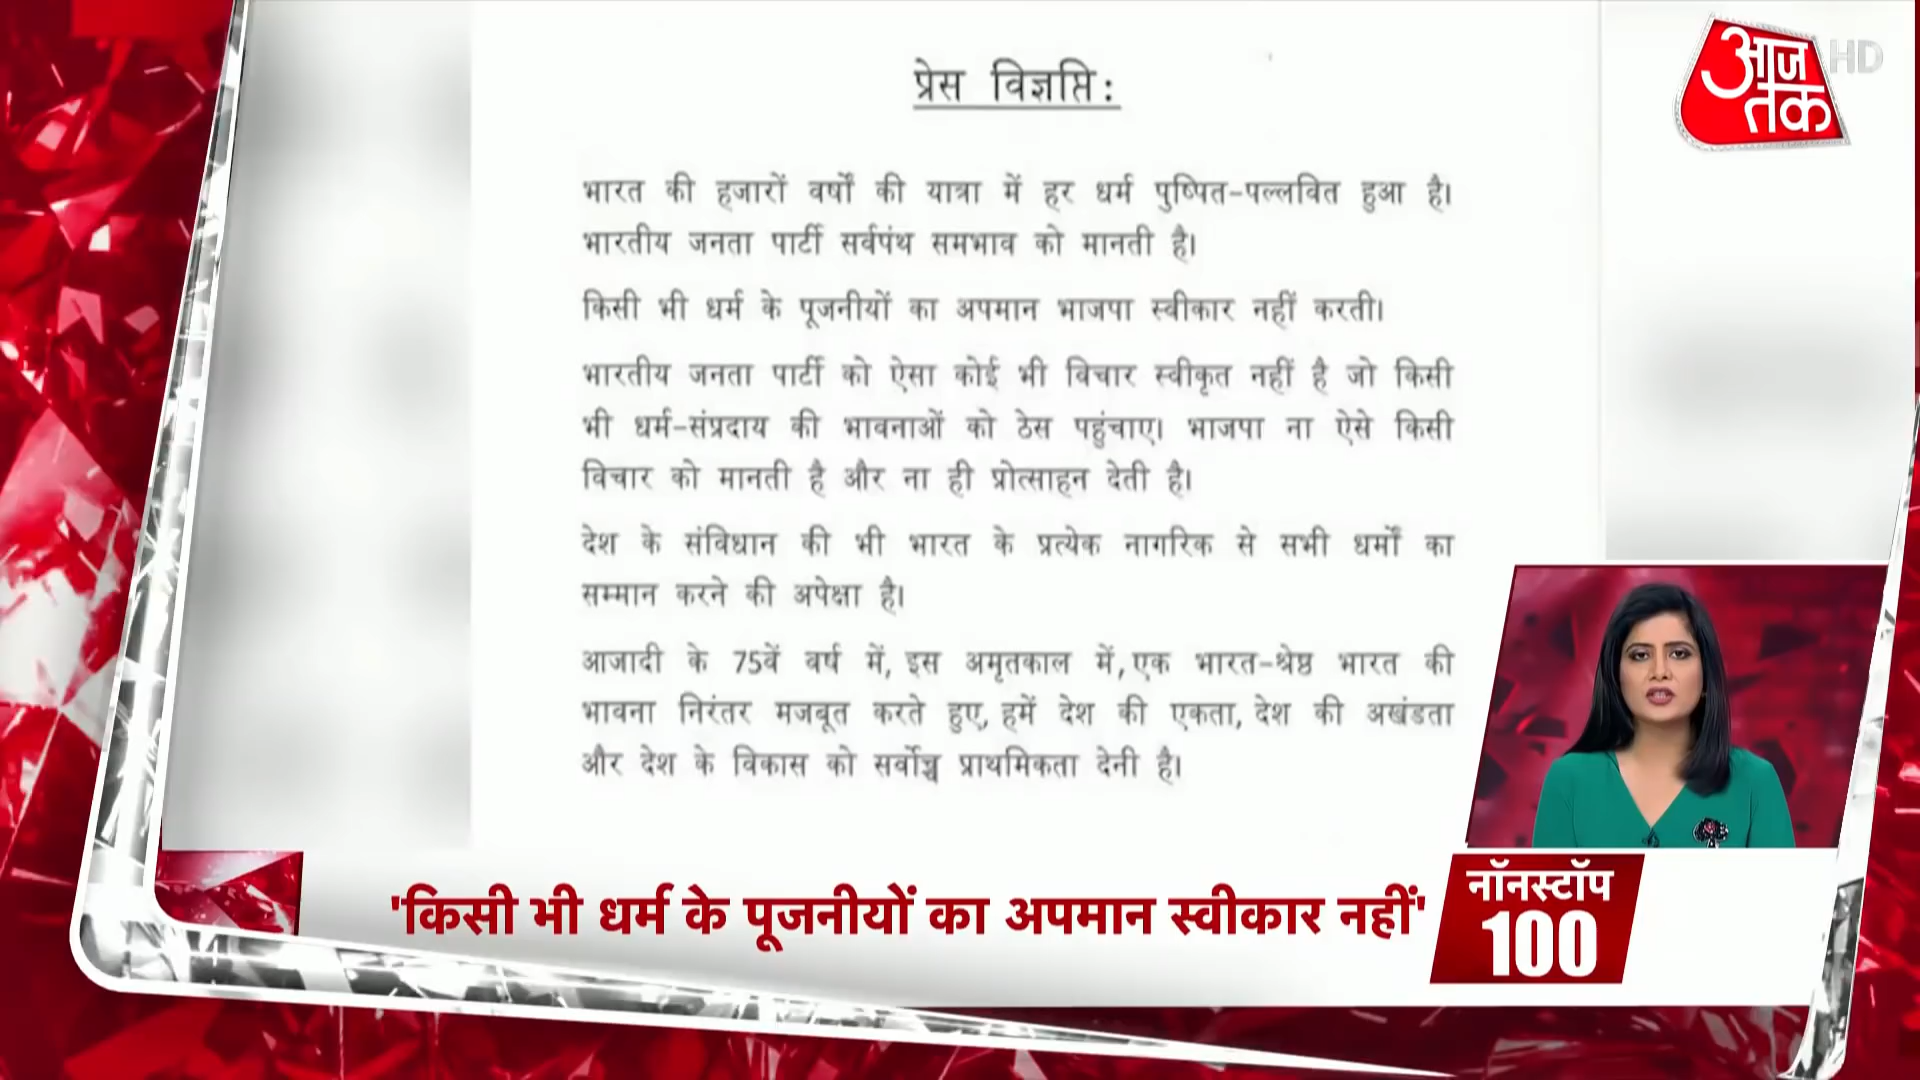 प्रेस विज्ञप्ति:
भारत की हजारों वर्षों की यात्रा में हर धर्म पुष्पित-पल्लवित हुआ है।
भारतीय जनता पार्टी सर्वपंथ समभाव को मानती है।
किसी भी धर्म के पूजनीयों का अपमान भाजपा स्वीकार नहीं करती।
भारतीय जनता पार्टी को ऐसा कोई भी विचार स्वीकृत नहीं है जो किसी
भी धर्म-संप्रदाय की भावनाओं को ठेस पहुंचाए। भाजपा ना ऐसे किसी
विचार को मानती है और ना ही प्रोत्साहन देती है।
देश के संविधान की भी भारत के प्रत्येक नागरिक से सभी धर्मों का
सम्मान करने की अपेक्षा है।
आजादी के 75वें वर्ष में, इस अमृतकाल में, एक भारत-श्रेष्ठ भारत की
भावना निरंतर मजबूत करते हुए, हमें देश की एकता, देश की अखंडता
और देश के विकास को सर्वोच्च प्राथमिकता देनी है।
आज
तक
HD
'किसी भी धर्म के पूजनीयों का अपमान स्वीकार नहीं'
नॉनस्टॉप
100